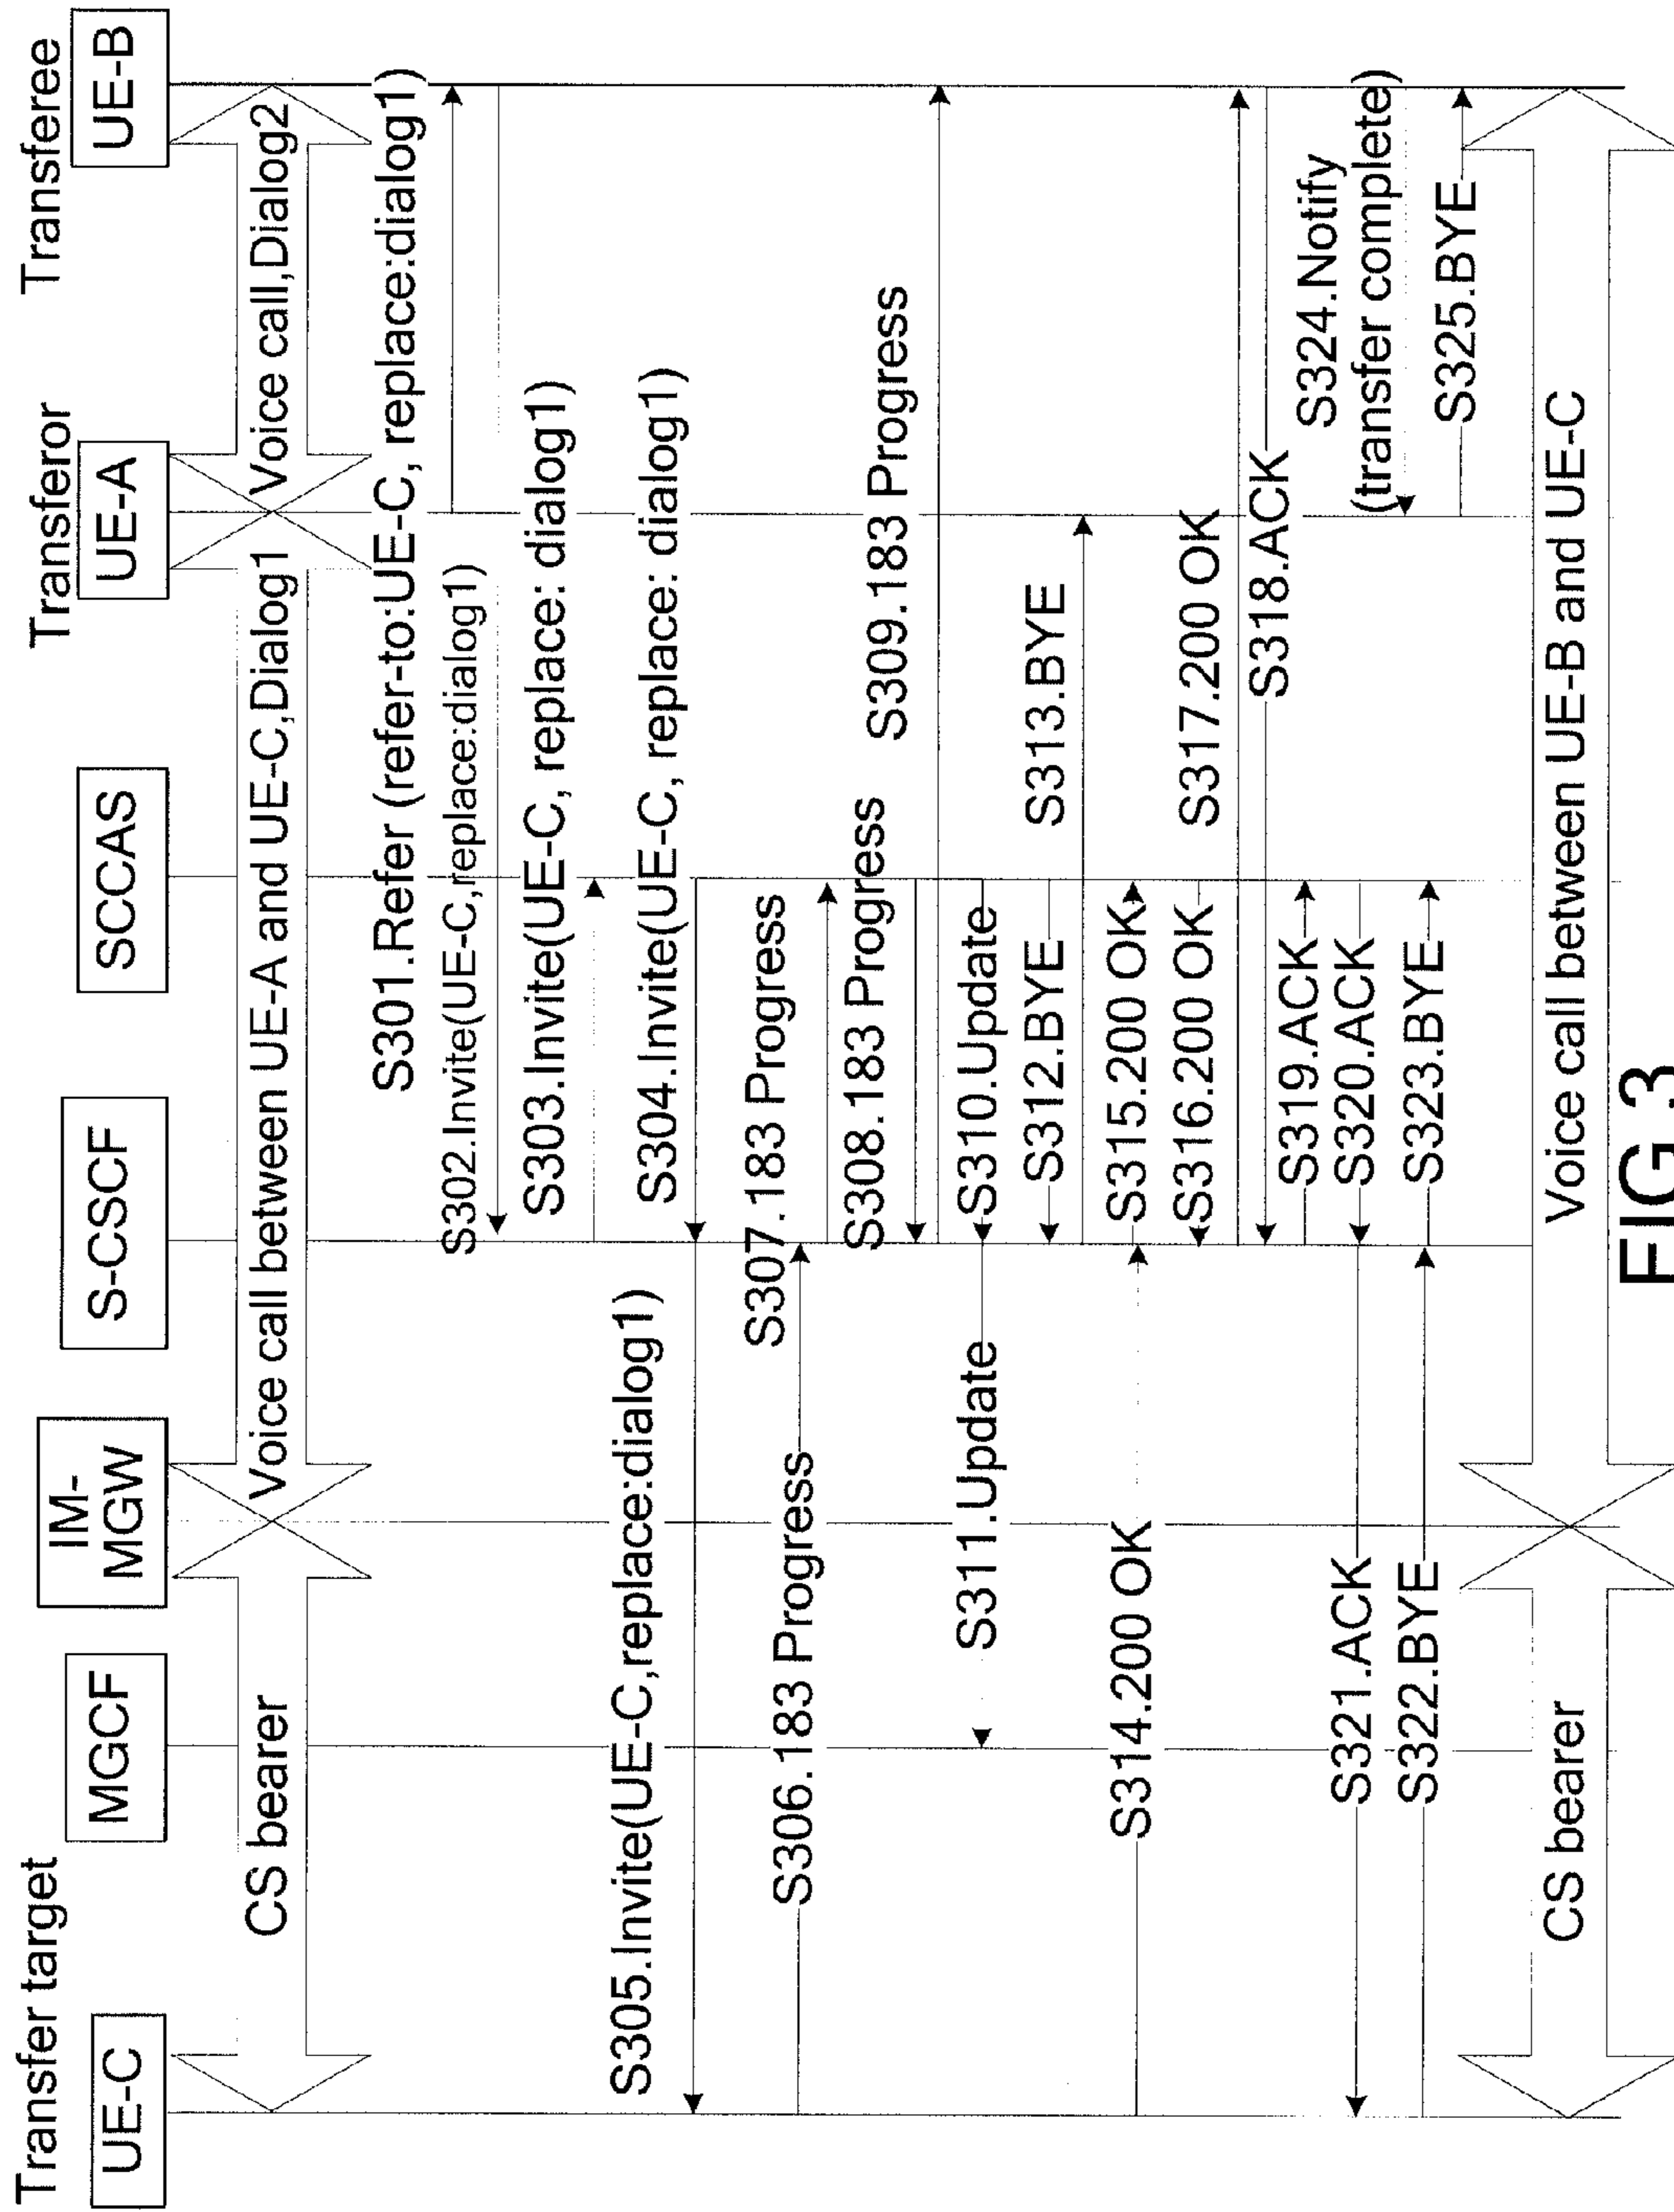 Transfer target
Transferor
Transferee
UE-C
MGCF
IM-
MGW
S-CSCF
SCCAS
UE-A
UE-B
CS bearer
Voice call between UE-A and UE-C,Dialog1
Voice call,Dialog2
S301.Refer (refer-to:UE-C, replace:dialog1)
S302.Invite(UE-C,replace:dialog1)
S303.Invite(UE-C, replace: dialog1)
S304.Invite(UE-C, replace: dialog1)
S305.Invite(UE-C,replace:dialog1)
S306.183 Progress
S307.183 Progress
S308.183 Progress
S309.183 Progress
S310.Update
S311.Update
S312.BYE
S313.BYE
S314.200 OK
S315.200 OK
S316.200 OK
S317.200 OK
S318.ACK
S319.ACK
S320.ACK
S321.ACK
S322.BYE
S323.BYE
S324.Notify
(transfer complete)
S325.BYE
CS bearer
Voice call between UE-B and UE-C
FIG.3